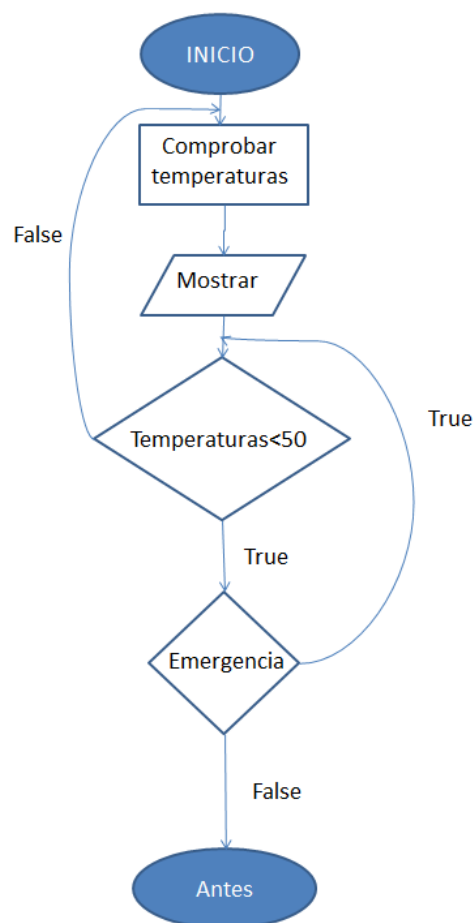 INICIO
Comprobar
temperaturas
False
Mostrar
Temperaturas<50
True
True
Emergencia
False
Antes